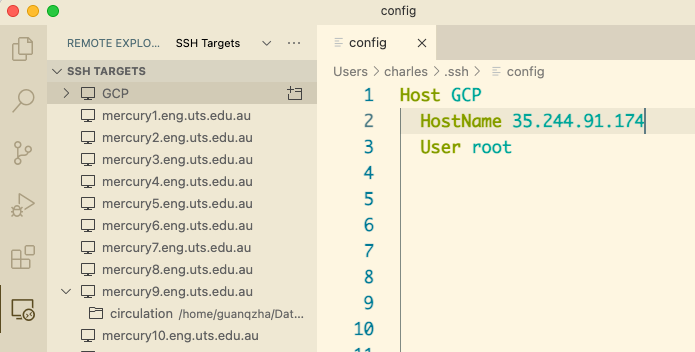 config
REMOTE EXPLO...
SSH Targets
SSH TARGETS
GCP
mercury1.eng.uts.edu.au
mercury2.eng.uts.edu.au
mercury3.eng.uts.edu.au
mercury4.eng.uts.edu.au
mercury5.eng.uts.edu.au
mercury6.eng.uts.edu.au
mercury7.eng.uts.edu.au
mercury8.eng.uts.edu.au
mercury9.eng.uts.edu.au
circulation /home/guanqzha/Dat...
mercury10.eng.uts.edu.au
config
Users > charles > .ssh > config
1 Host GCP
2 HostName 35.244.91.174
3 User root
4
5
6
7
8
9
10